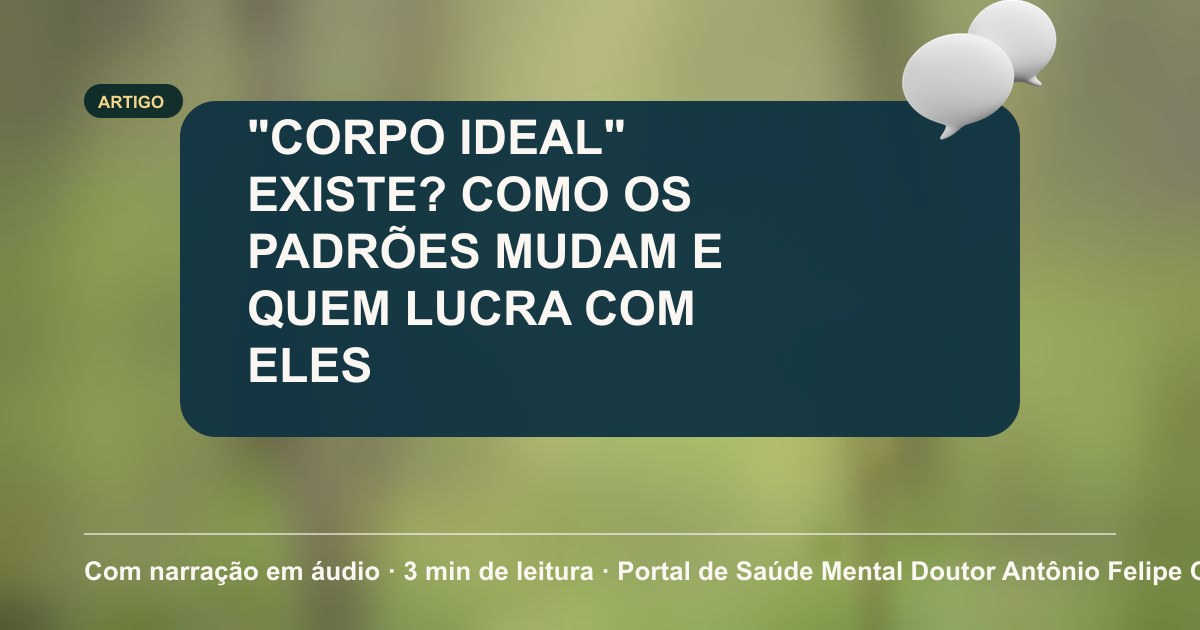 ARTIGO
"CORPO IDEAL"
EXISTE? COMO OS
PADRÕES MUDAM E
QUEM LUCRA COM
ELES
Com narração em áudio · 3 min de leitura · Portal de Saúde Mental Doutor Antônio Felipe